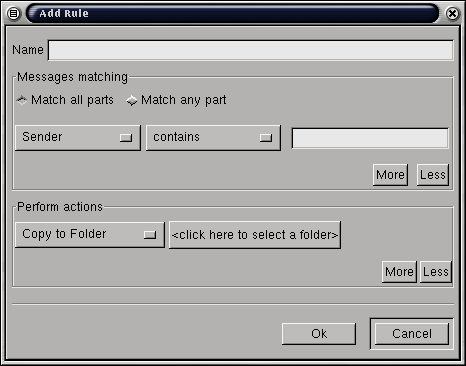 Add Rule
Name
Messages matching
Match all parts Match any part
Sender contains
More Less
Perform actions
Copy to Folder <click here to select a folder>
More Less
Ok Cancel